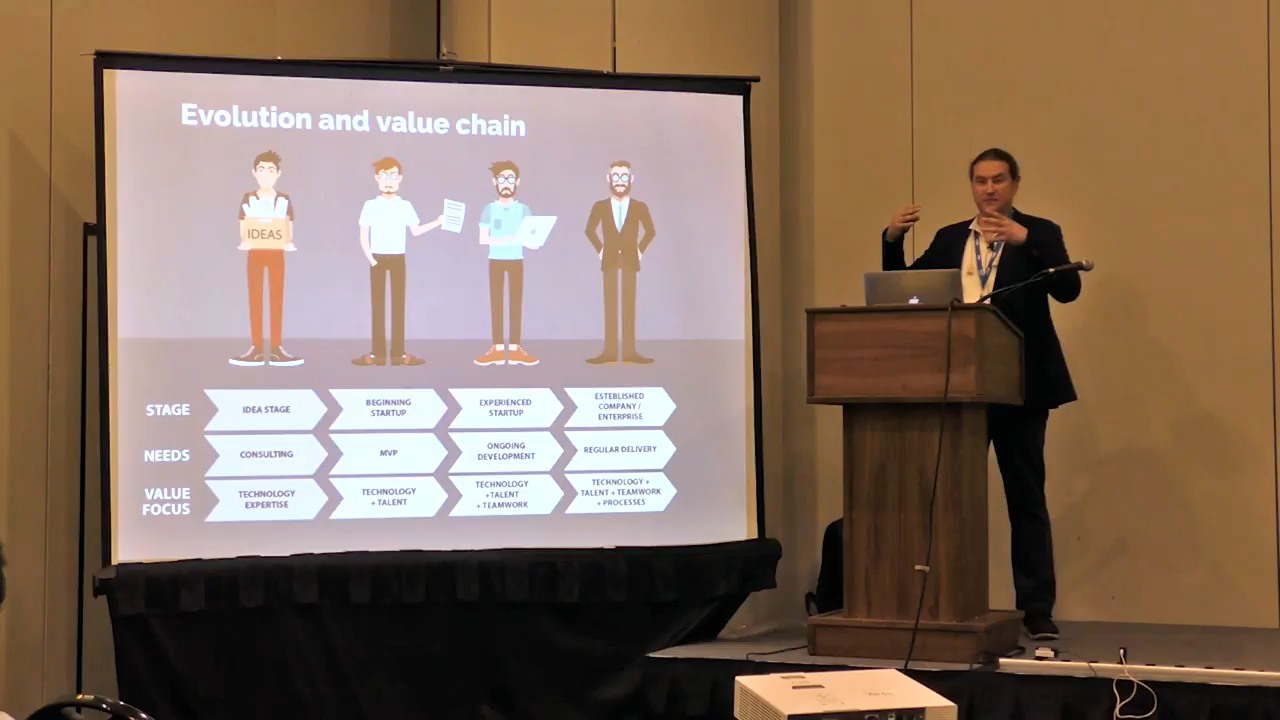 Evolution and value chain
IDEAS
STAGE
IDEA STAGE
BEGINNING
STARTUP
EXPERIENCED
STARTUP
ESTEBLISHED
COMPANY /
ENTERPRISE
NEEDS
CONSULTING
MVP
ONGOING
DEVELOPMENT
REGULAR DELIVERY
VALUE
FOCUS
TECHNOLOGY
EXPERTISE
TECHNOLOGY
+ TALENT
TECHNOLOGY
+TALENT
+ TEAMWORK
TECHNOLOGY +
TALENT + TEAMWORK
+ PROCESSES